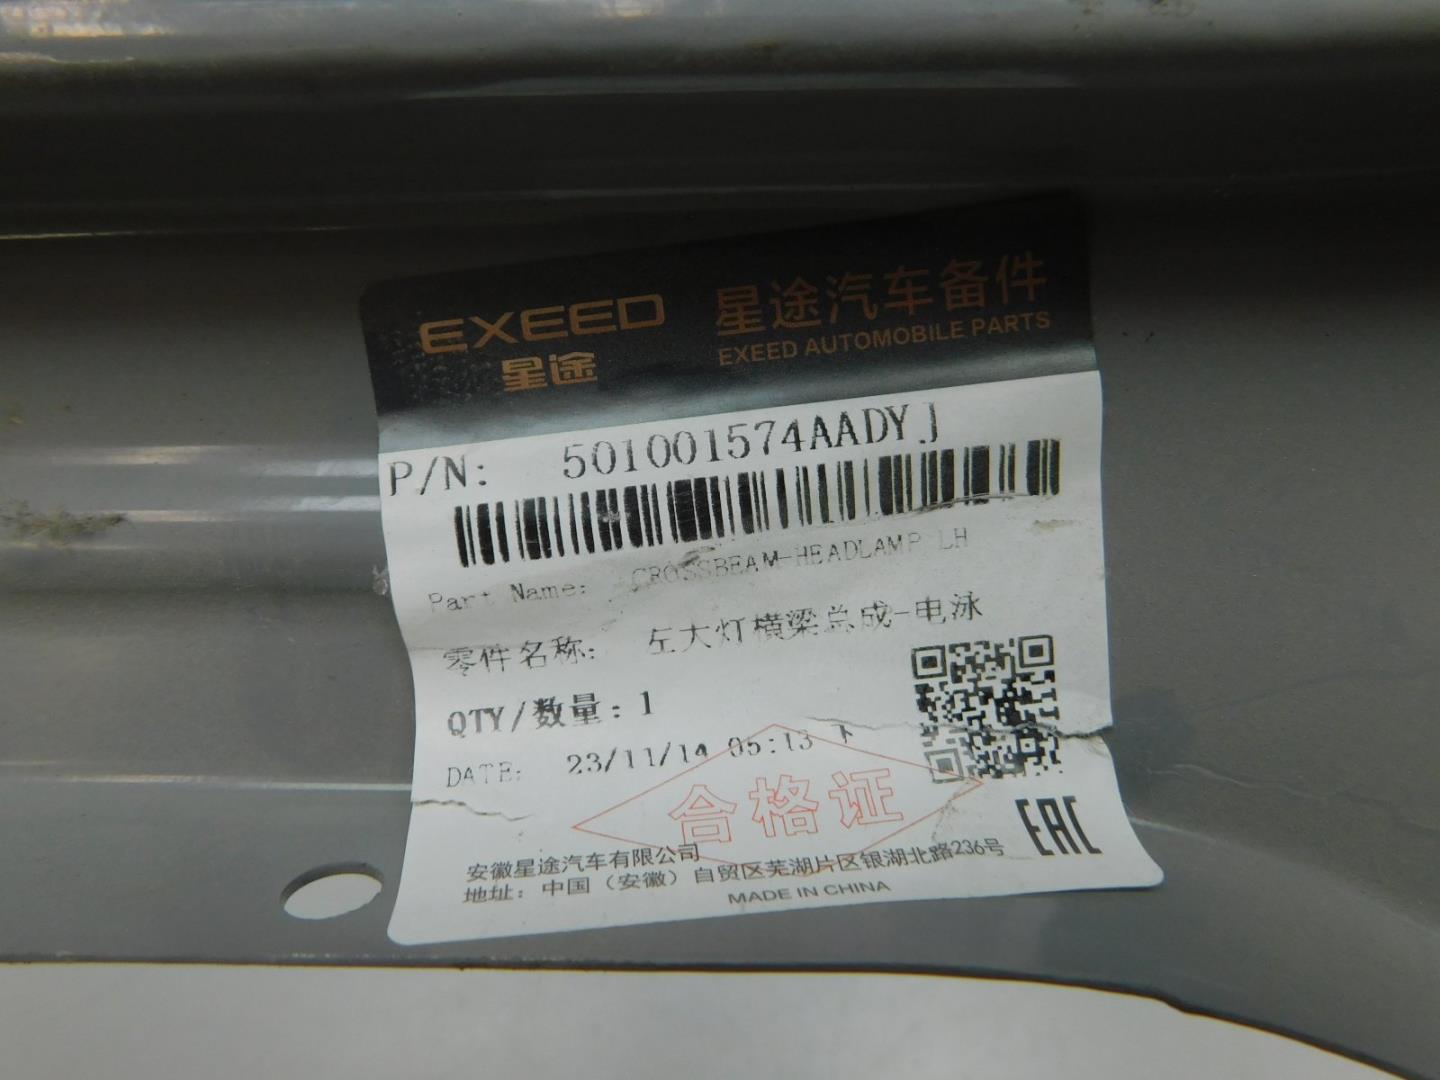 EXEED
星途
星途汽车备件
EXEED AUTOMOBILE PARTS
P/N: 501001574AADYJ
Part Name: CROSSBEAM-HEADLAMP LH
零件名称: 左大灯横梁总成-电泳
QTY/数量: 1
DATE: 23/11/14 05:13 下
合格证
EAC
安徽星途汽车有限公司
地址：中国（安徽）自贸区芜湖片区银湖北路236号
MADE IN CHINA